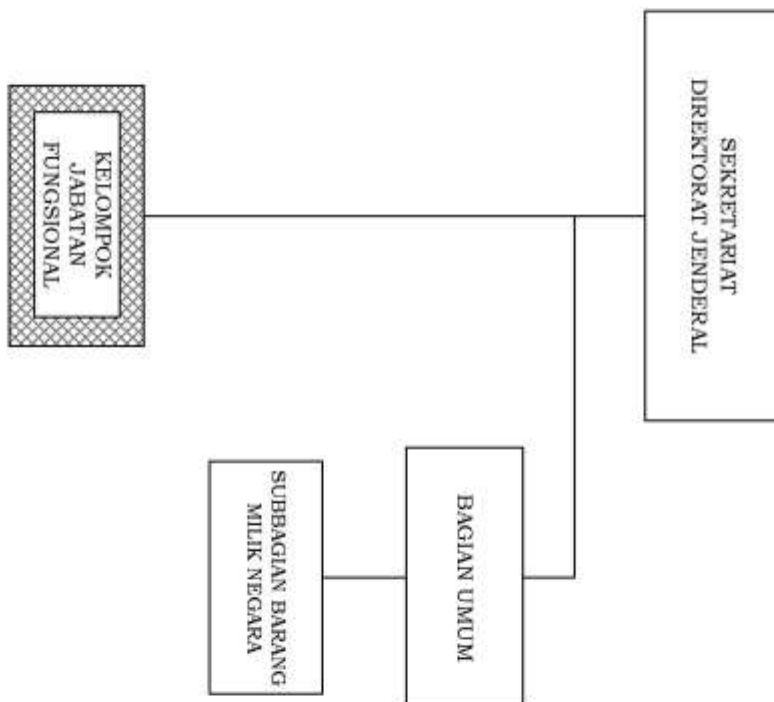 SEKRETARIAT
DIREKTORAT JENDERAL
KELOMPOK
JABATAN
FUNGSIONAL
BAGIAN UMUM
SUBBAGIAN BARANG
MILIK NEGARA